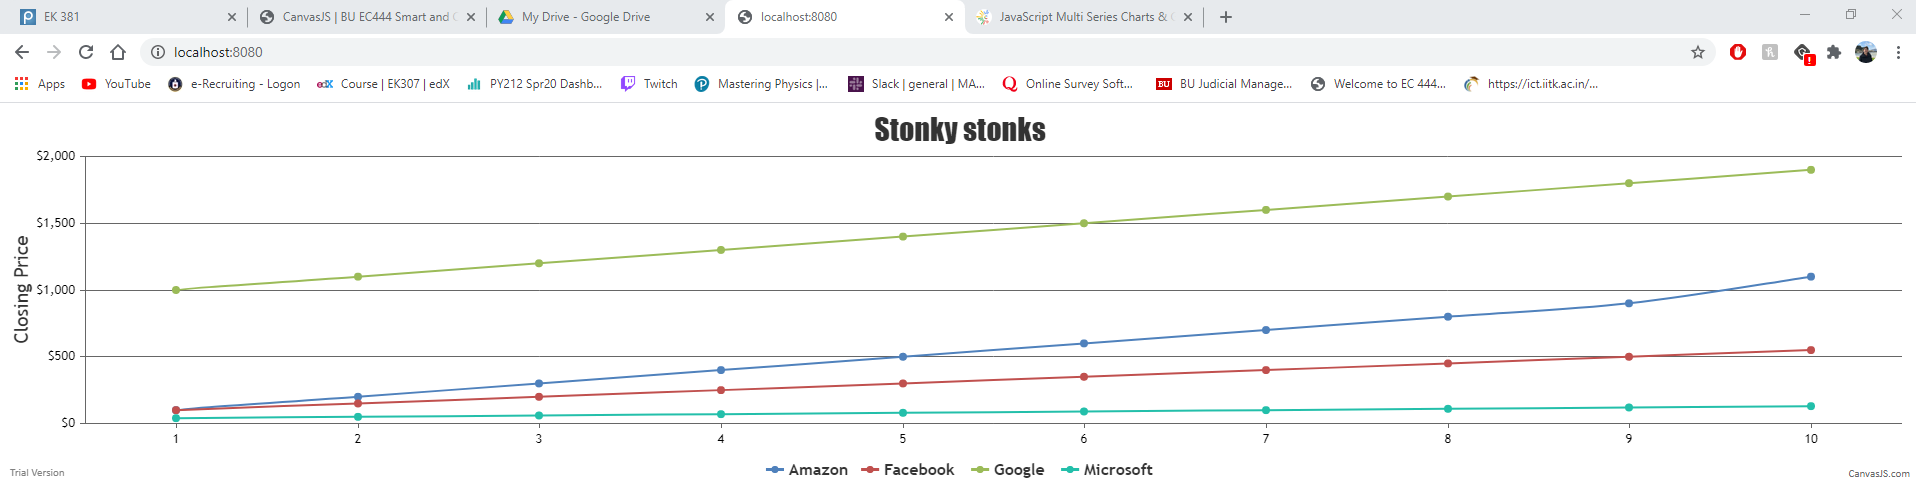 EK 381
CanvasJS | BU EC444 Smart and
My Drive - Google Drive
localhost:8080
JavaScript Multi Series Charts &
localhost:8080
Apps
YouTube
e-Recruiting - Logon
edX Course | EK307 | edX
PY212 Spr20 Dashb...
Twitch
Mastering Physics |...
Slack | general | MA...
Online Survey Soft...
BU BU Judicial Manage...
Welcome to EC 444...
https://ict.iitk.ac.in/...
Stonky stonks
Closing Price
$2,000
$1,500
$1,000
$500
$0
1 2 3 4 5 6 7 8 9 10
Amazon Facebook Google Microsoft
Trial Version
CanvasJS.com